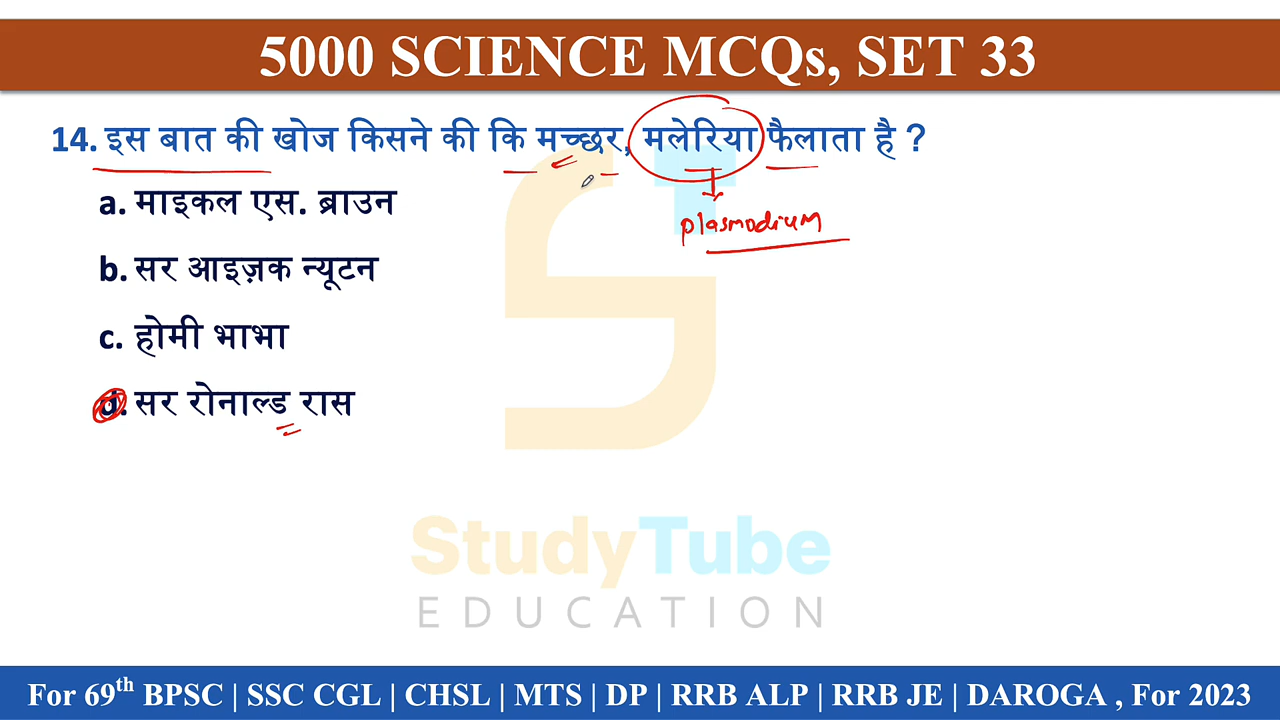 5000 SCIENCE MCQs, SET 33
14. इस बात की खोज किसने की कि मच्छर, मलेरिया फैलाता है ?
a. माइकल एस. ब्राउन
plasmodium
b. सर आइज़क न्यूटन
c. होमी भाभा
d. सर रोनाल्ड रास
ST
StudyTube
EDUCATION
For 69th BPSC | SSC CGL | CHSL | MTS | DP | RRB ALP | RRB JE | DAROGA , For 2023